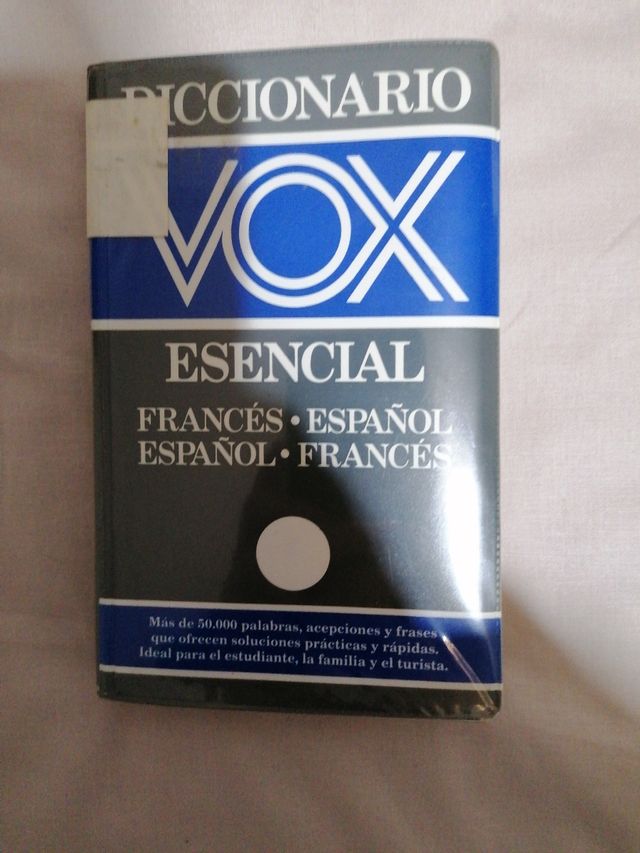 DICCIONARIO
VOX
ESENCIAL
FRANCÉS • ESPAÑOL
ESPAÑOL • FRANCÉS
Más de 50.000 palabras, acepciones y frases
que ofrecen soluciones prácticas y rápidas.
Ideal para el estudiante, la familia y el turista.